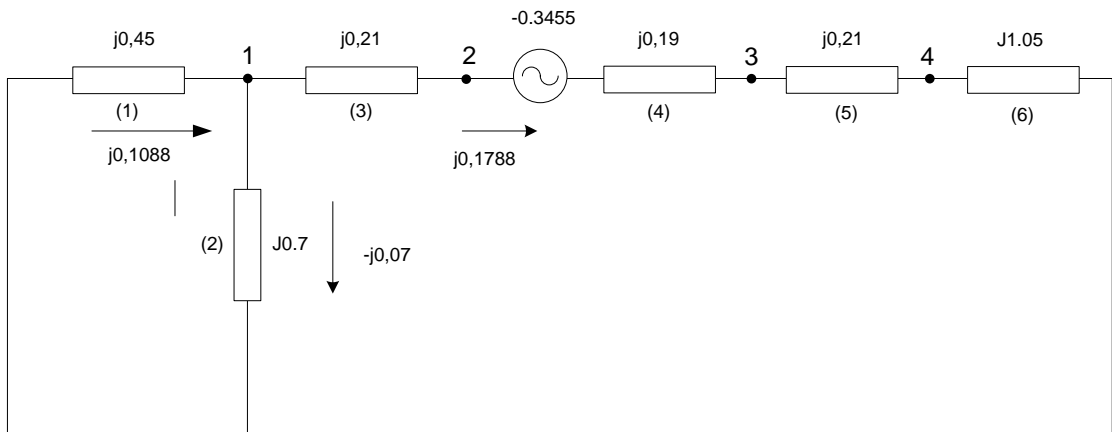 -0.3455
j0,45
1
j0,21
2
j0,19
3
j0,21
4
J1.05
(1)
(3)
(4)
(5)
(6)
j0,1088
j0,1788
(2)
J0.7
-j0,07